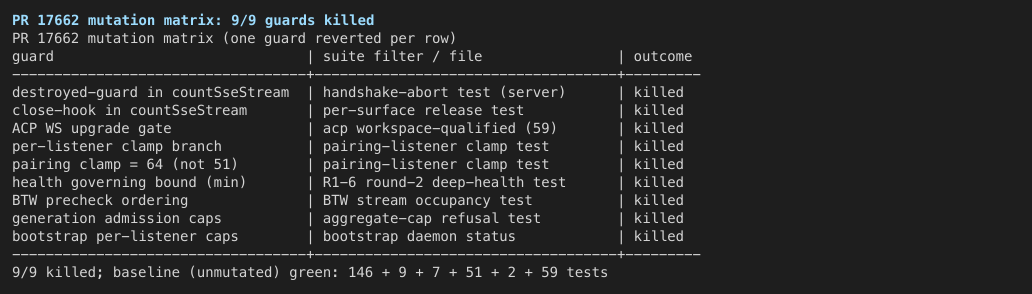 PR 17662 mutation matrix: 9/9 guards killed
PR 17662 mutation matrix (one guard reverted per row)
guard | suite filter / file | outcome
------------------------------------+-------------------------------------+---------
destroyed-guard in countSseStream | handshake-abort test (server) | killed
close-hook in countSseStream | per-surface release test | killed
ACP WS upgrade gate | acp workspace-qualified (59) | killed
per-listener clamp branch | pairing-listener clamp test | killed
pairing clamp = 64 (not 51) | pairing-listener clamp test | killed
health governing bound (min) | R1-6 round-2 deep-health test | killed
BTW precheck ordering | BTW stream occupancy test | killed
generation admission caps | aggregate-cap refusal test | killed
bootstrap per-listener caps | bootstrap daemon status | killed
------------------------------------+-------------------------------------+---------
9/9 killed; baseline (unmutated) green: 146 + 9 + 7 + 51 + 2 + 59 tests